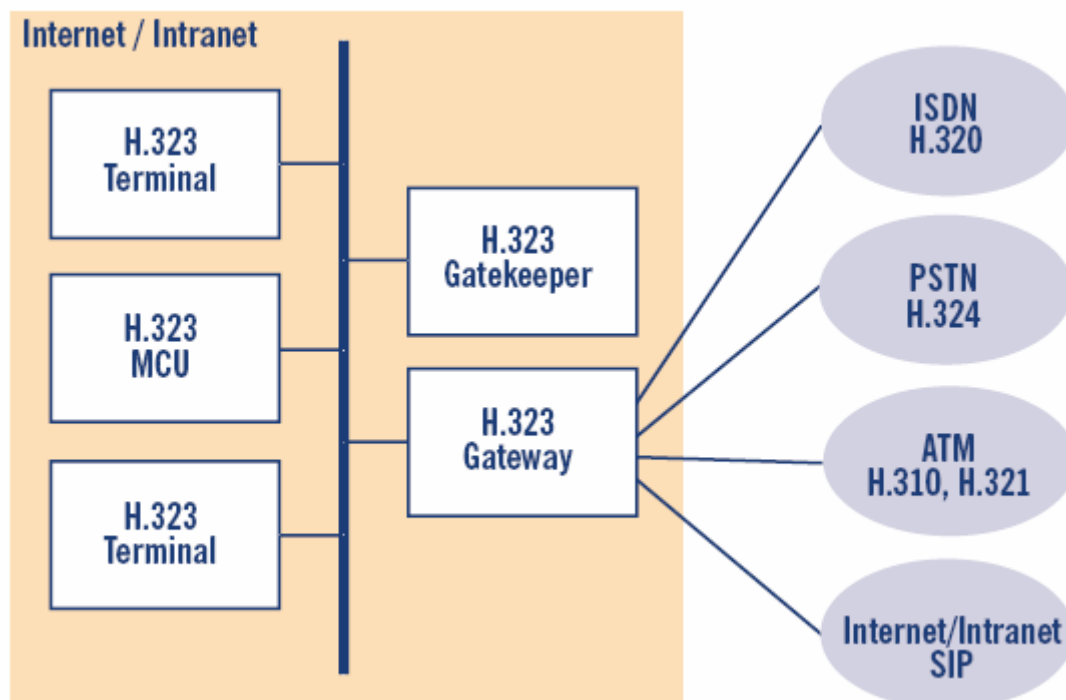 Internet / Intranet
H.323
Terminal
H.323
MCU
H.323
Terminal
H.323
Gatekeeper
H.323
Gateway
ISDN
H.320
PSTN
H.324
ATM
H.310, H.321
Internet/Intranet
SIP